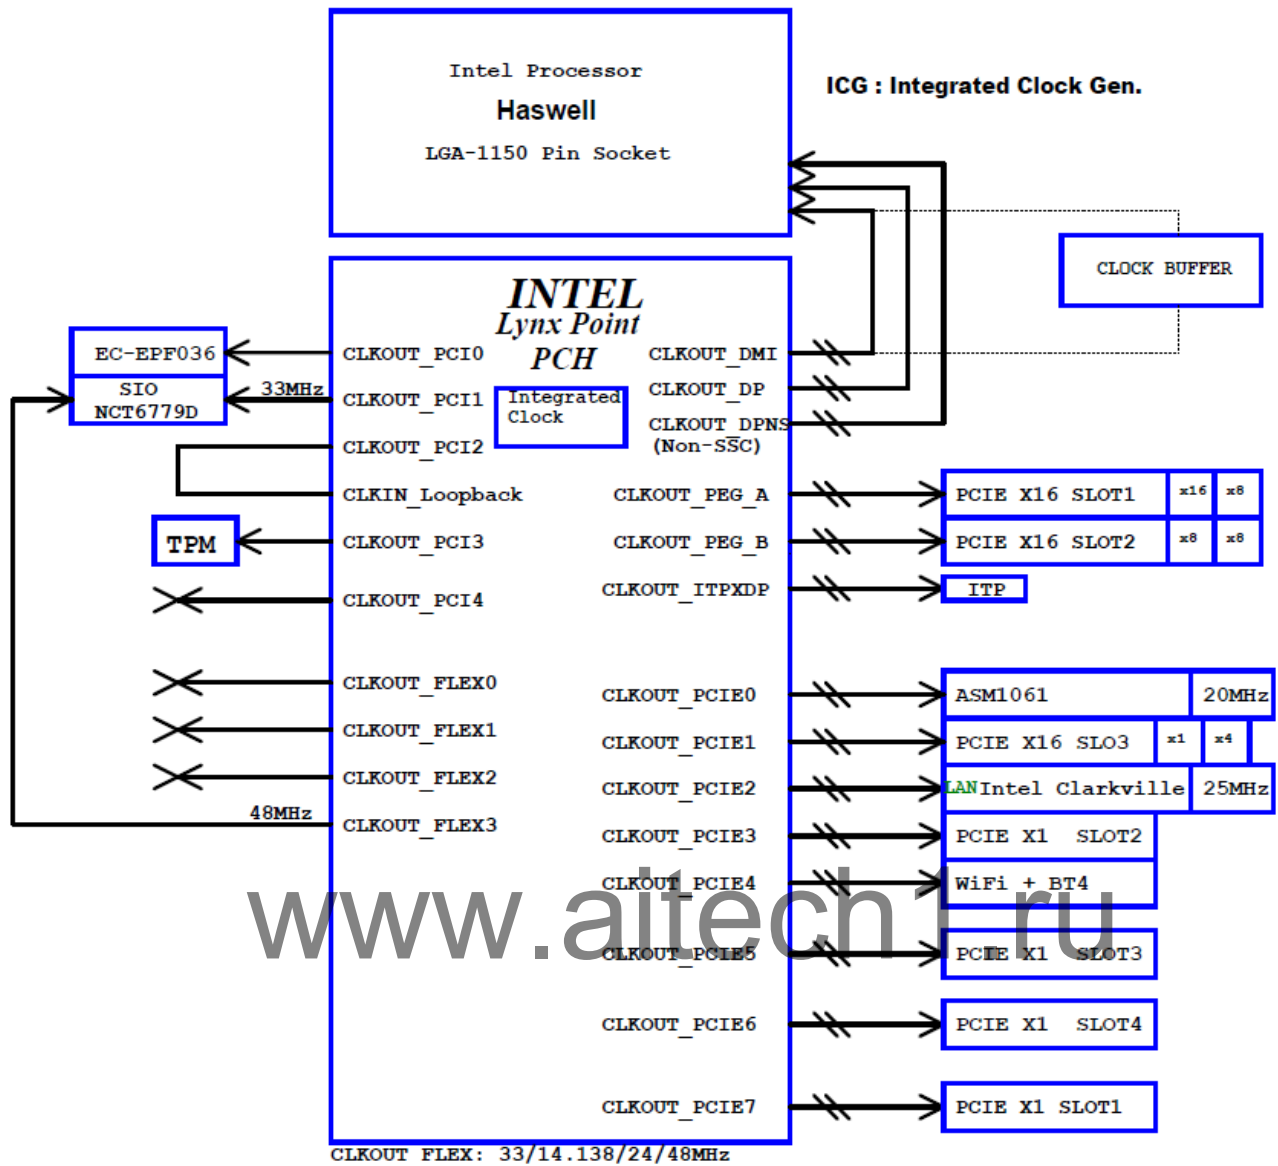 Intel Processor
Haswell
LGA-1150 Pin Socket
ICG : Integrated Clock Gen.
CLOCK BUFFER
INTEL
Lynx Point
PCH
Integrated
Clock
EC-EPF036
SIO
NCT6779D
33MHz
TPM
48MHz
CLKOUT_PCI0
CLKOUT_PCI1
CLKOUT_PCI2
CLKIN_Loopback
CLKOUT_PCI3
CLKOUT_PCI4
CLKOUT_FLEX0
CLKOUT_FLEX1
CLKOUT_FLEX2
CLKOUT_FLEX3
CLKOUT_DMI
CLKOUT_DP
CLKOUT_DPNS
(Non-SSC)
CLKOUT_PEG_A
CLKOUT_PEG_B
CLKOUT_ITPXDP
CLKOUT_PCIE0
CLKOUT_PCIE1
CLKOUT_PCIE2
CLKOUT_PCIE3
CLKOUT_PCIE4
CLKOUT_PCIE5
CLKOUT_PCIE6
CLKOUT_PCIE7
PCIE X16 SLOT1 x16 x8
PCIE X16 SLOT2 x8 x8
ITP
ASM1061 20MHz
PCIE X16 SLO3 x1 x4
LAN Intel Clarkville 25MHz
PCIE X1 SLOT2
WiFi + BT4
PCIE X1 SLOT3
PCIE X1 SLOT4
PCIE X1 SLOT1
www.aitech1.ru
CLKOUT FLEX: 33/14.138/24/48MHz